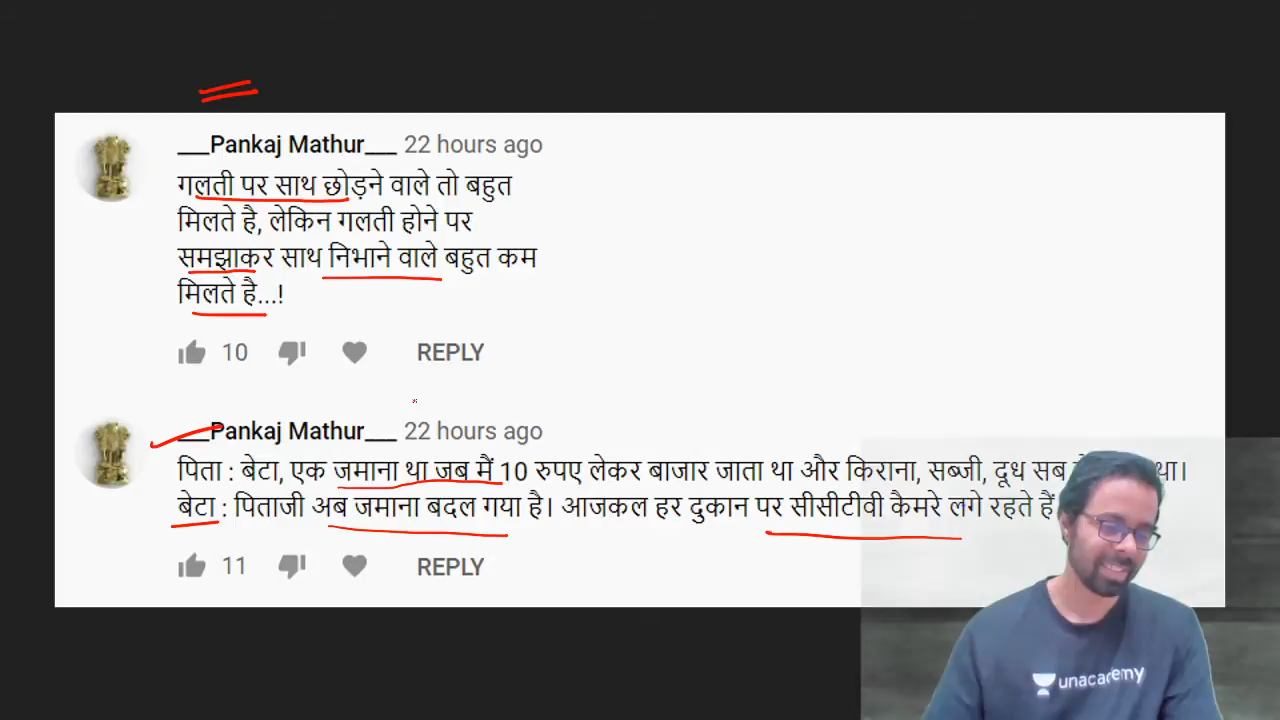 ___Pankaj Mathur___ 22 hours ago
गलती पर साथ छोड़ने वाले तो बहुत
मिलते है, लेकिन गलती होने पर
समझाकर साथ निभाने वाले बहुत कम
मिलते है...!
10 REPLY
___Pankaj Mathur___ 22 hours ago
पिता : बेटा, एक जमाना था जब मैं 10 रुपए लेकर बाजार जाता था और किराना, सब्जी, दूध सब था।
बेटा : पिताजी अब जमाना बदल गया है। आजकल हर दुकान पर सीसीटीवी कैमरे लगे रहते हैं
11 REPLY
unacademy